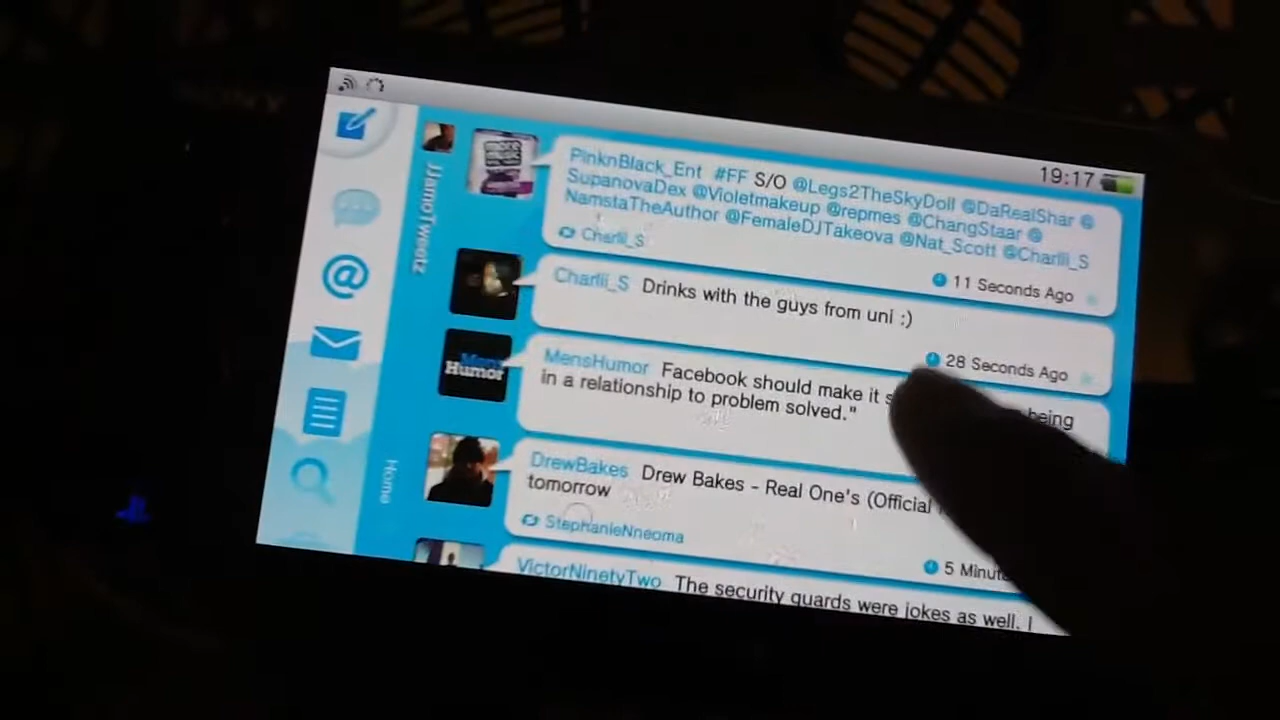 SONY
19:17
JJamoTweetz
Home
PinknBlack_Ent #FF S/O @Legs2TheSkyDoll @DaRealShar @
SupanovaDex @Violetmakeup @repmes @ChangStaar @
NamstaTheAuthor @FemaleDJTakeova @Nat_Scott @Charlii_S
Charlii_S
11 Seconds Ago
Charlii_S Drinks with the guys from uni :)
28 Seconds Ago
Men's
Humor
MensHumor Facebook should make it being
in a relationship to problem solved."
DrewBakes Drew Bakes - Real One's (Official
tomorrow
StephanieNneoma
5
VictorNinetyTwo The security guards were jokes as well. I